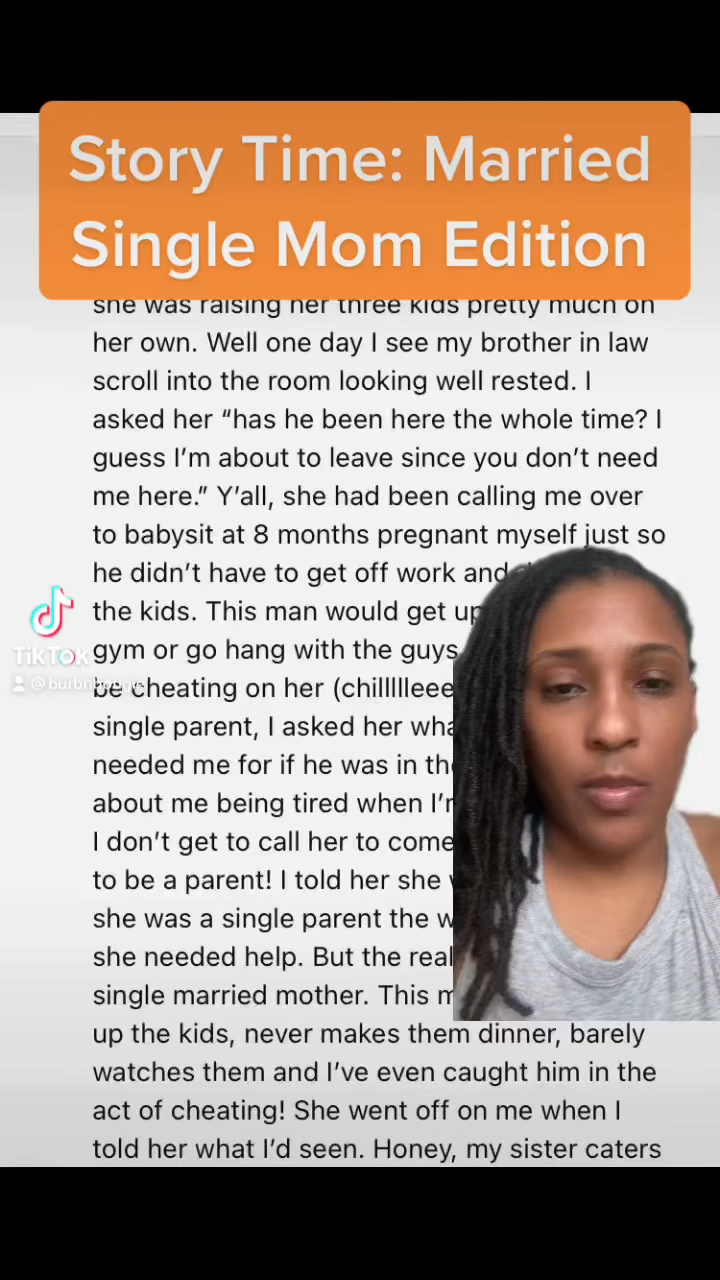 Story Time: Married
Single Mom Edition
she was raising her three kids pretty much on
her own. Well one day I see my brother in law
scroll into the room looking well rested. I
asked her “has he been here the whole time? I
guess I’m about to leave since you don’t need
me here.” Y’all, she had been calling me over
to babysit at 8 months pregnant myself just so
he didn’t have to get off work and
the kids. This man would get up
gym or go hang with the guys
be cheating on her (chilllleee
single parent, I asked her
needed me for if he was in
about me being tired when
I don’t get to call her to come
to be a parent! I told her she
she was a single parent the
she needed help. But the real
single married mother. This
up the kids, never makes them dinner, barely
watches them and I’ve even caught him in the
act of cheating! She went off on me when I
told her what I’d seen. Honey, my sister caters
TikTok